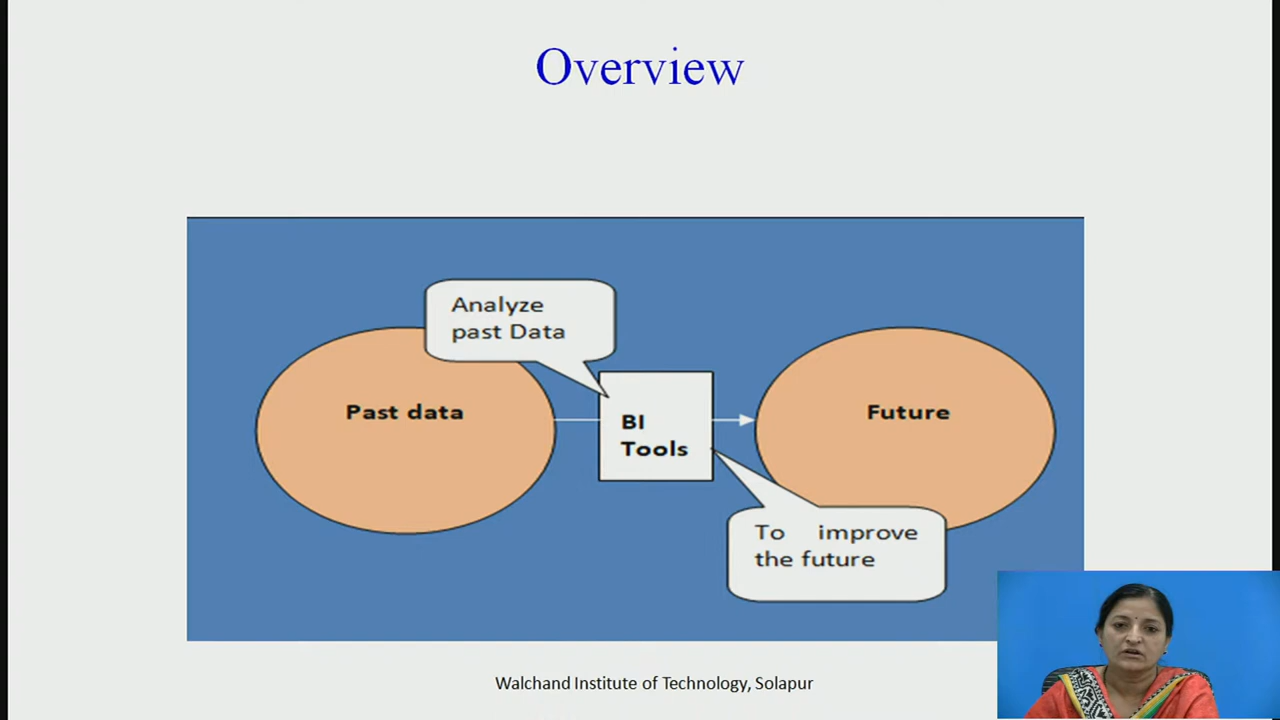 Overview
Analyze
past Data
Past data
BI
Tools
Future
To improve
the future
Walchand Institute of Technology, Solapur